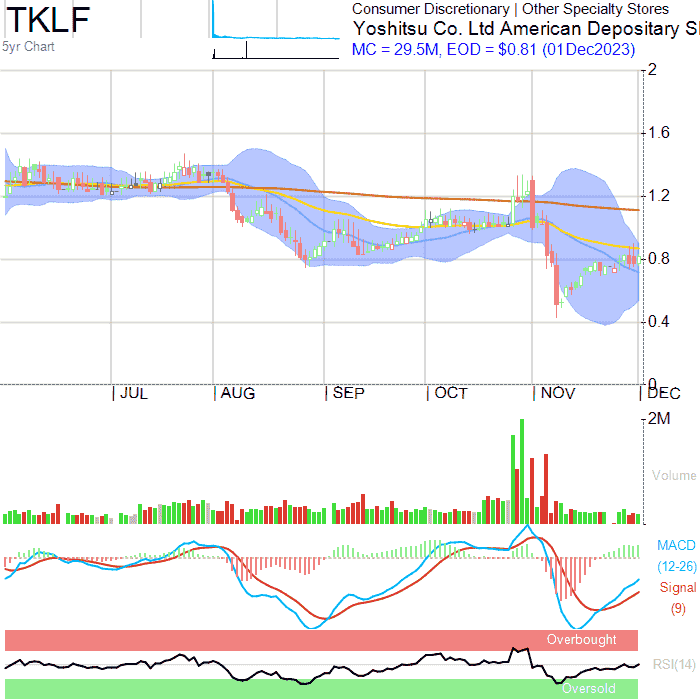 TKLF
5yr Chart
Consumer Discretionary | Other Specialty Stores
Yoshitsu Co. Ltd American Depositary S
MC = 29.5M, EOD = $0.81 (01Dec2023)
2
1.6
1.2
0.8
0.4
0
JUL AUG SEP OCT NOV DEC
2M
Volume
MACD
(12-26)
Signal
(9)
Overbought
RSI(14)
Oversold